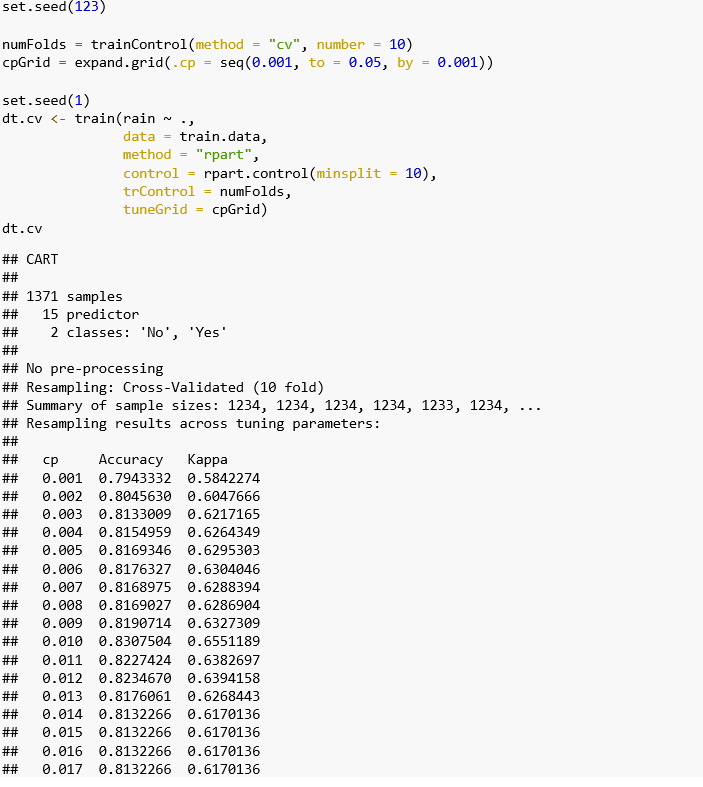 set.seed(123)
numFolds = trainControl(method = "cv", number = 10)
cpGrid = expand.grid(.cp = seq(0.001, to = 0.05, by = 0.001))
set.seed(1)
dt.cv <- train(rain ~ .,
data = train.data,
method = "rpart",
control = rpart.control(minsplit = 10),
trControl = numFolds,
tuneGrid = cpGrid)
dt.cv
## CART
##
## 1371 samples
##   15 predictor
##    2 classes: 'No', 'Yes'
##
## No pre-processing
## Resampling: Cross-Validated (10 fold)
## Summary of sample sizes: 1234, 1234, 1234, 1234, 1233, 1234, ...
## Resampling results across tuning parameters:
##
##   cp     Accuracy   Kappa
##   0.001  0.7943332  0.5842274
##   0.002  0.8045630  0.6047666
##   0.003  0.8133009  0.6217165
##   0.004  0.8154959  0.6264349
##   0.005  0.8169346  0.6295303
##   0.006  0.8176327  0.6304046
##   0.007  0.8168975  0.6288394
##   0.008  0.8169027  0.6286904
##   0.009  0.8190714  0.6327309
##   0.010  0.8307504  0.6551189
##   0.011  0.8227424  0.6382697
##   0.012  0.8234670  0.6394158
##   0.013  0.8176061  0.6268443
##   0.014  0.8132266  0.6170136
##   0.015  0.8132266  0.6170136
##   0.016  0.8132266  0.6170136
##   0.017  0.8132266  0.6170136